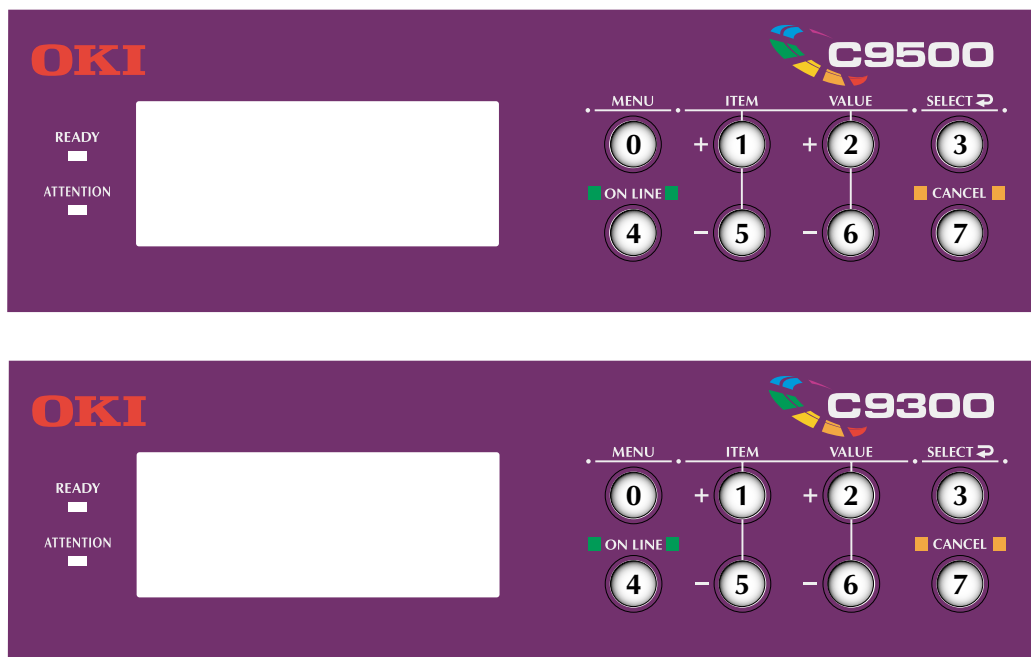 OKI
C9500
MENU ITEM VALUE SELECT
READY
0 + 1 + 2 3
ATTENTION
ON LINE CANCEL
4 - 5 - 6 7
OKI
C9300
MENU ITEM VALUE SELECT
READY
0 + 1 + 2 3
ATTENTION
ON LINE CANCEL
4 - 5 - 6 7